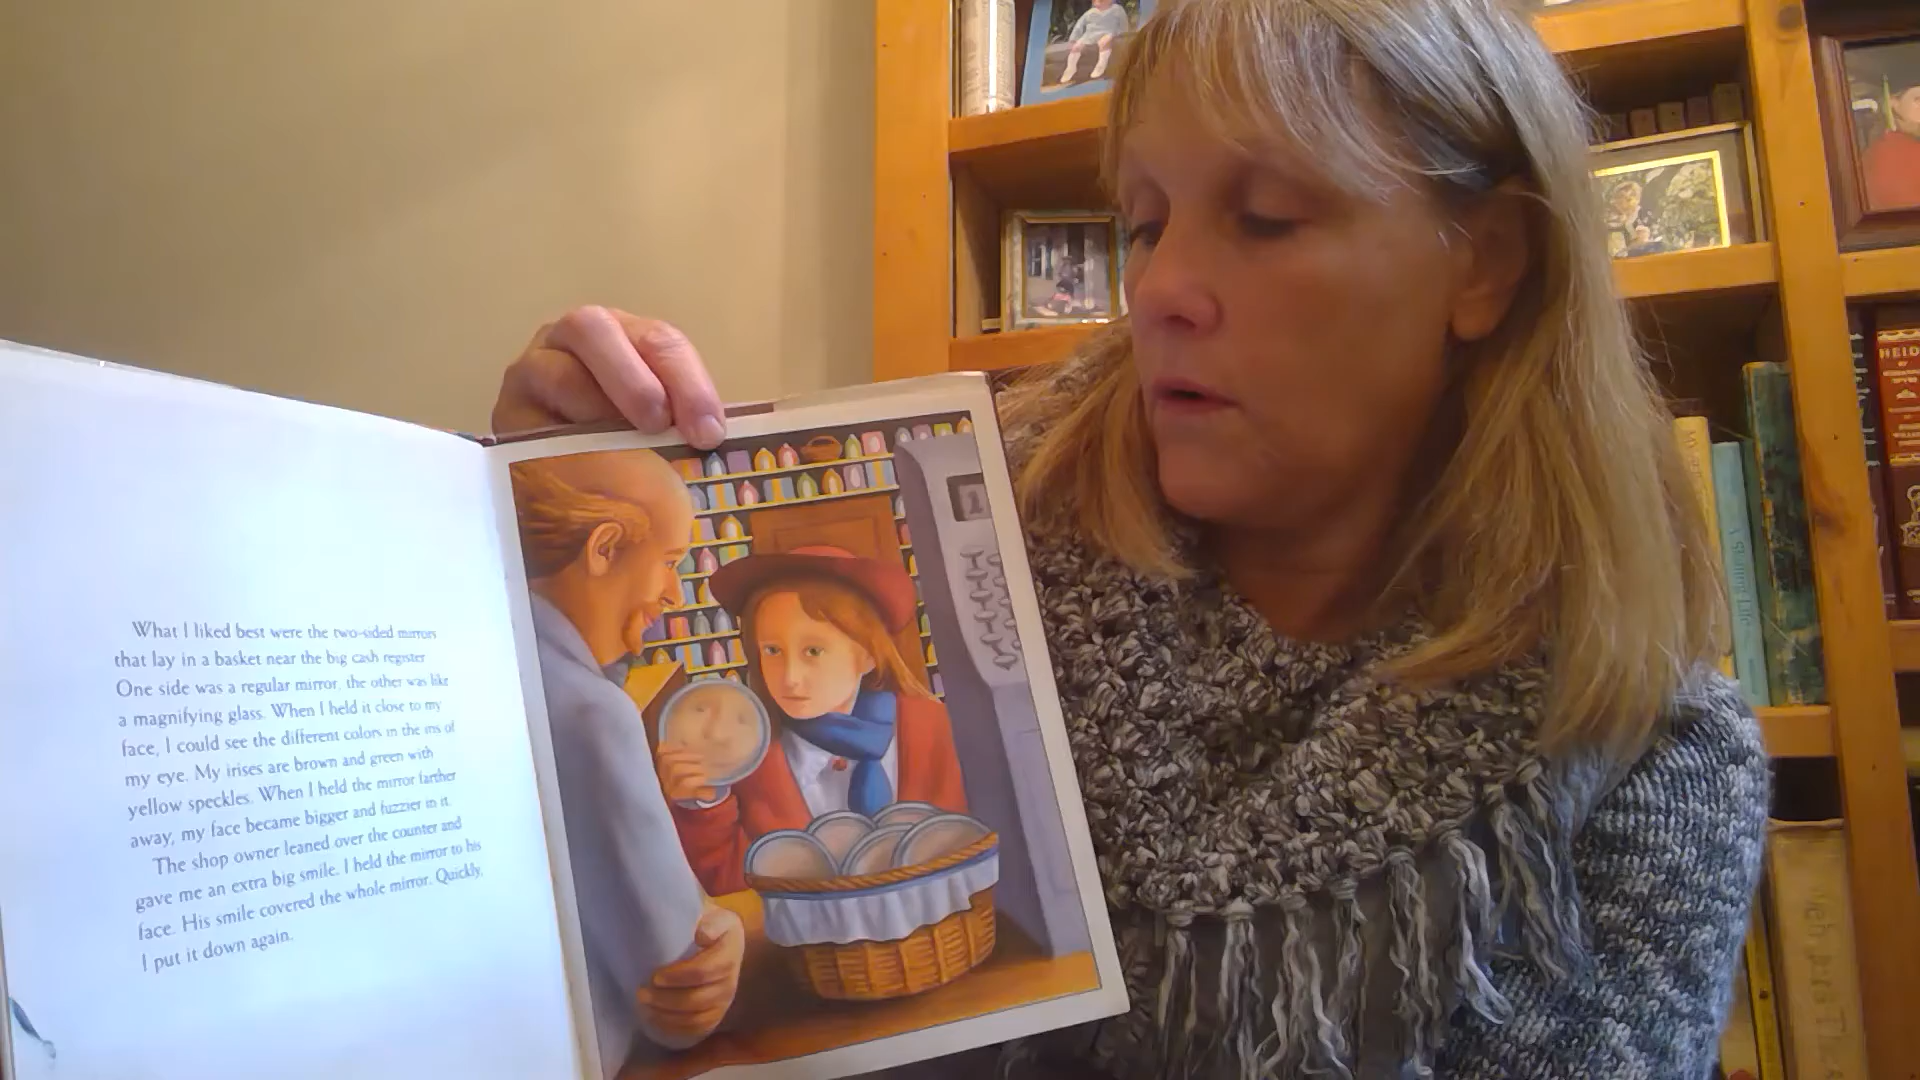 What I liked best were the two-sided mirrors
that lay in a basket near the big cash register
One side was a regular mirror, the other was like
a magnifying glass. When I held it close to my
face, I could see the different colors in the iris of
my eye. My irises are brown and green with
yellow speckles. When I held the mirror farther
away, my face became bigger and fuzzier in it.
The shop owner leaned over the counter and
gave me an extra big smile. I held the mirror to his
face. His smile covered the whole mirror. Quickly,
I put it down again.
1
HEIDI
A Shining Life